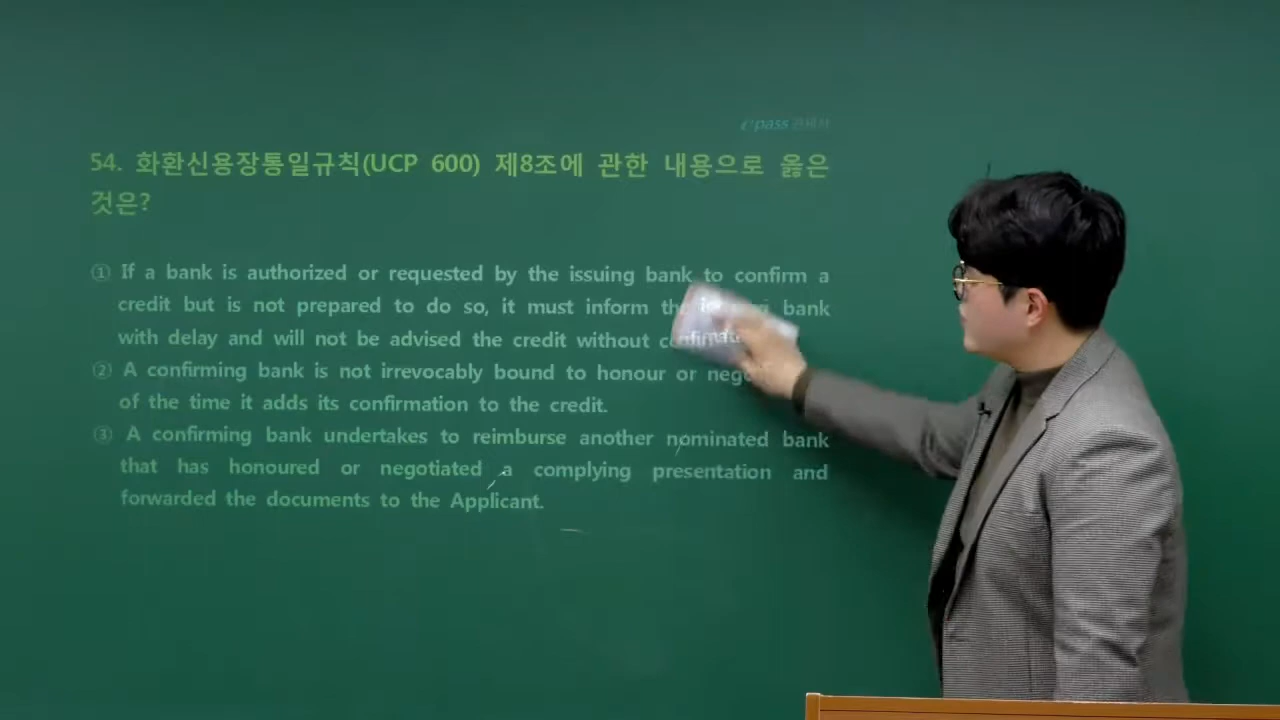 e·pass 관세사
54. 화환신용장통일규칙(UCP 600) 제8조에 관한 내용으로 옳은
것은?
① If a bank is authorized or requested by the issuing bank to confirm a
credit but is not prepared to do so, it must inform the bank
with delay and will not be advised the credit without
② A confirming bank is not irrevocably bound to honour or
of the time it adds its confirmation to the credit.
③ A confirming bank undertakes to reimburse another nominated bank
that has honoured or negotiated a complying presentation and
forwarded the documents to the Applicant.